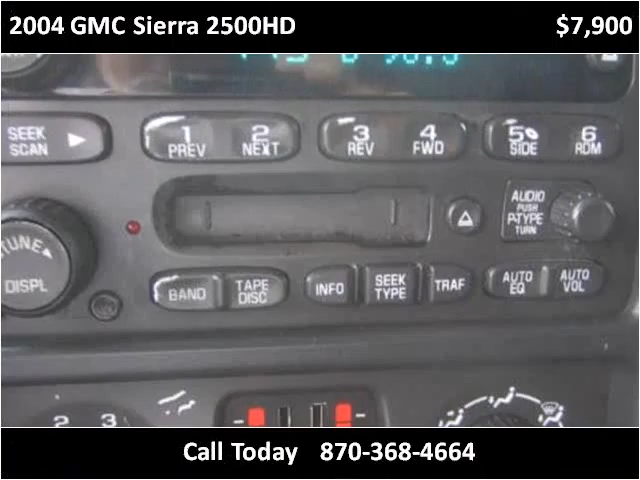 2004 GMC Sierra 2500HD $7,900
SEEK SCAN
1 PREV 2 NEXT
3 REV 4 FWD
5 SIDE 6 RDM
AUDIO
PUSH
P-TYPE
TURN
TUNE
DISPL
BAND
TAPE DISC
INFO
SEEK TYPE
TRAF
AUTO EQ
AUTO VOL
2 3
Call Today 870-368-4664